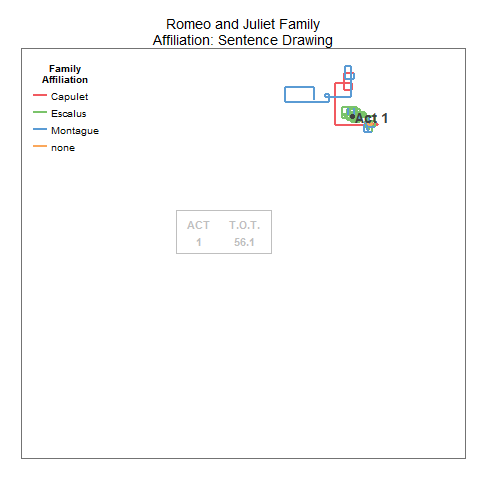 Romeo and Juliet Family
Affiliation: Sentence Drawing
Family
Affiliation
Capulet
Escalus
Montague
none
Act 1
ACT T.O.T.
1 56.1